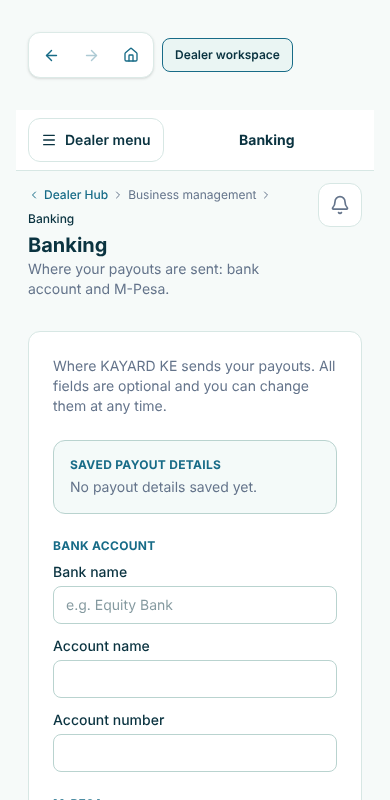 Dealer workspace
Dealer menu
Banking
Dealer Hub
Business management
Banking
Banking
Where your payouts are sent: bank
account and M-Pesa.
Where KAYARD KE sends your payouts. All
fields are optional and you can change
them at any time.
SAVED PAYOUT DETAILS
No payout details saved yet.
BANK ACCOUNT
Bank name
e.g. Equity Bank
Account name
Account number